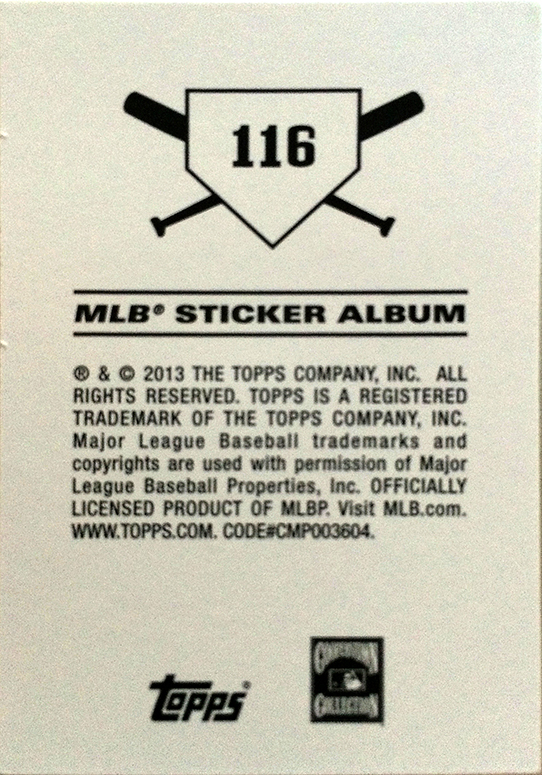 116
MLB® STICKER ALBUM
® & © 2013 THE TOPPS COMPANY, INC. ALL
RIGHTS RESERVED. TOPPS IS A REGISTERED
TRADEMARK OF THE TOPPS COMPANY, INC.
Major League Baseball trademarks and
copyrights are used with permission of Major
League Baseball Properties, Inc. OFFICIALLY
LICENSED PRODUCT OF MLBP. Visit MLB.com.
WWW.TOPPS.COM. CODE#CMP003604.
topps®
COLLECTION